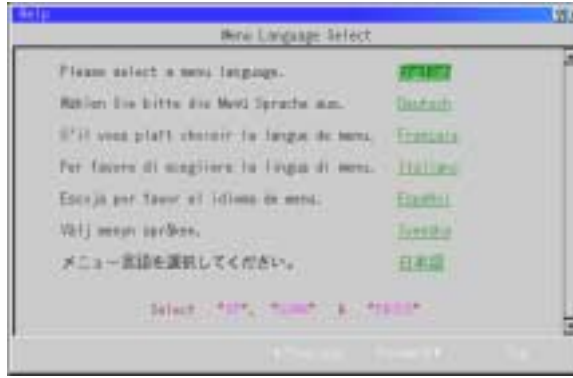 Help
Menu Language Select
Please select a menu language.
Wählen Sie bitte die Menü Sprache aus. Deutsch
S'il vous plaît choisir la langue de menu. Français
Per favore di scegliere la lingua di menu. Italiano
Escoja por favor el idioma de menu. Español
Välj menyn språken. Svenska
メニュー言語を選択してください。 日本語
Select "UP", "DOWN" & "PRESS"